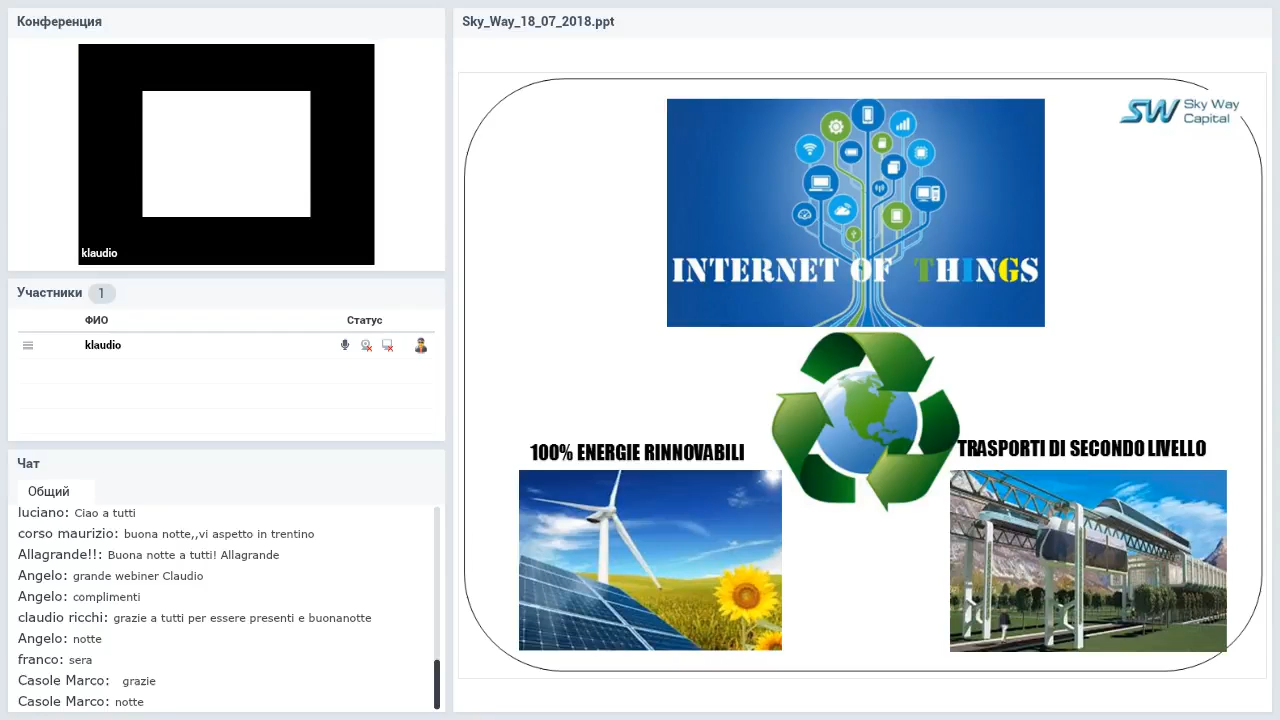 Конференция
klaudio
Участники 1
ФИО Статус
klaudio
Чат
Общий
luciano: Ciao a tutti
corso maurizio: buona notte,,vi aspetto in trentino
Allagrande!!: Buona notte a tutti! Allagrande
Angelo: grande webiner Claudio
Angelo: complimenti
claudio ricchi: grazie a tutti per essere presenti e buonanotte
Angelo: notte
franco: sera
Casole Marco: grazie
Casole Marco: notte
Sky_Way_18_07_2018.ppt
SW Sky Way
Capital
INTERNET OF THINGS
100% ENERGIE RINNOVABILI
TRASPORTI DI SECONDO LIVELLO